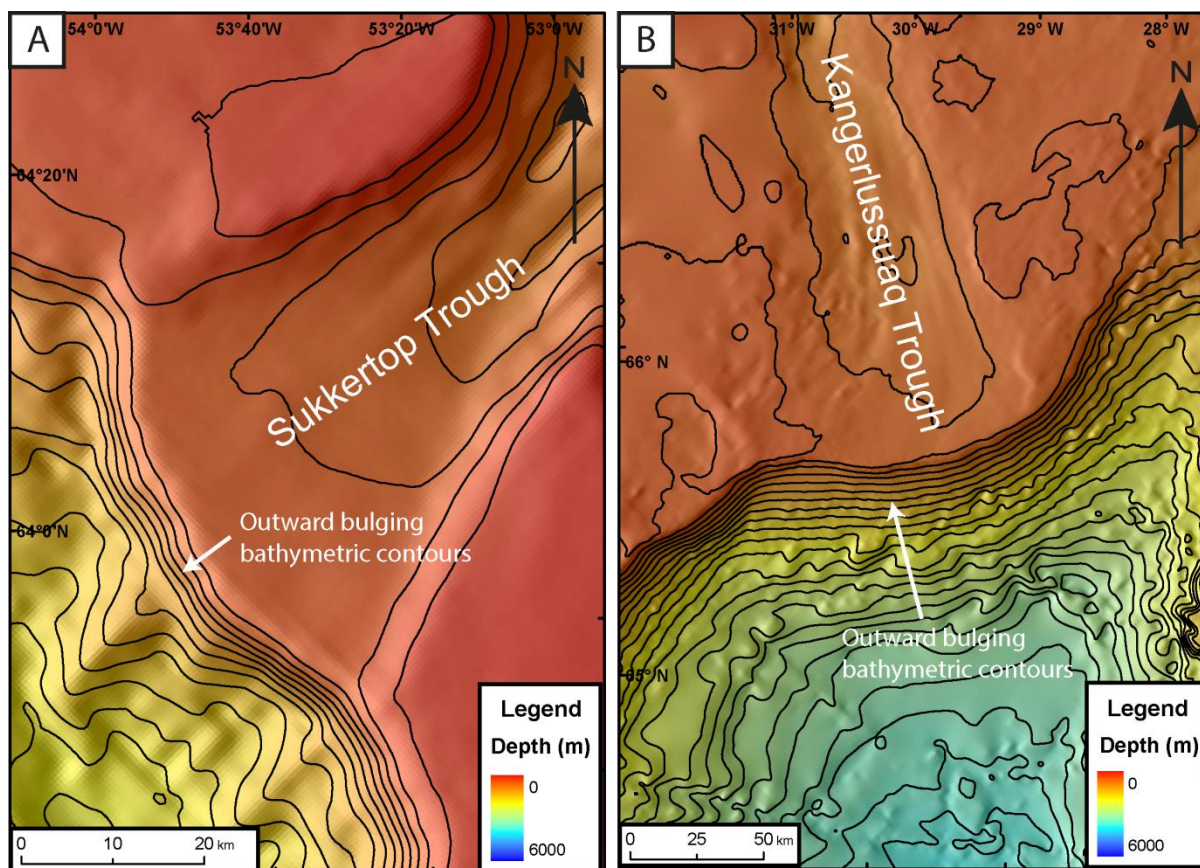 A
54°0 W
53°40 W
53°20 W
53°0 W
N
64°20'N
Sukkertop Trough
64°0 N
Outward bulging
bathymetric contours
Legend
Depth (m)
0
6000
0 10 20 km
B
31°W
30°W
29°W
28°W
N
Kangerlussuaq Trough
66° N
Outward bulging
bathymetric contours
65°N
Legend
Depth (m)
0
6000
0 25 50 km